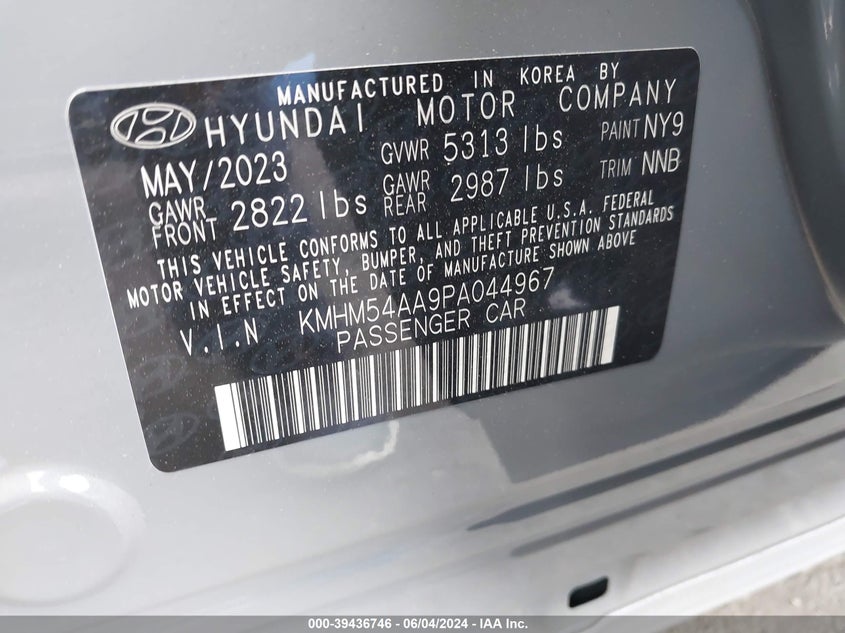 MANUFACTURED IN KOREA BY
HYUNDAI MOTOR COMPANY
MAY/2023 GVWR 5313 lbs PAINT NY9
GAWR FRONT 2822 lbs GAWR REAR 2987 lbs TRIM NNB
THIS VEHICLE CONFORMS TO ALL APPLICABLE U.S.A. FEDERAL
MOTOR VEHICLE SAFETY, BUMPER, AND THEFT PREVENTION STANDARDS
IN EFFECT ON THE DATE OF MANUFACTURE SHOWN ABOVE
V.I.N KMHM54AA9PA044967
PASSENGER CAR
000-39436746 - 06/04/2024 - IAA Inc.